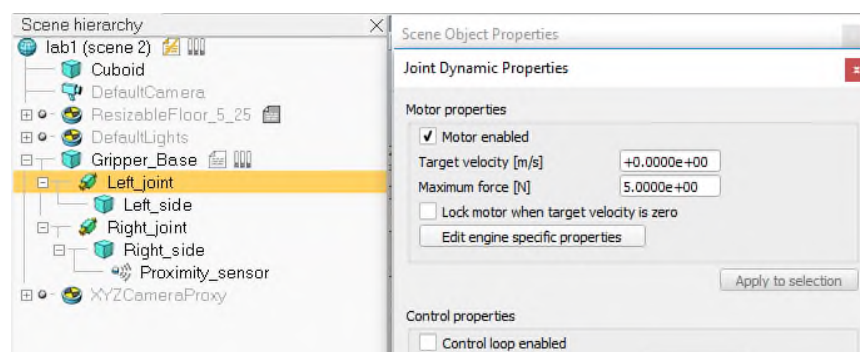 Scene hierarchy
lab1 (scene 2)
Cuboid
DefaultCamera
ResizableFloor_5_25
DefaultLights
Gripper_Base
Left_joint
Left_side
Right_joint
Right_side
Proximity_sensor
XYZCameraProxy
Scene Object Properties
Joint Dynamic Properties
Motor properties
Motor enabled
Target velocity [m/s] +0.0000e+00
Maximum force [N] 5.0000e+00
Lock motor when target velocity is zero
Edit engine specific properties
Apply to selection
Control properties
Control loop enabled